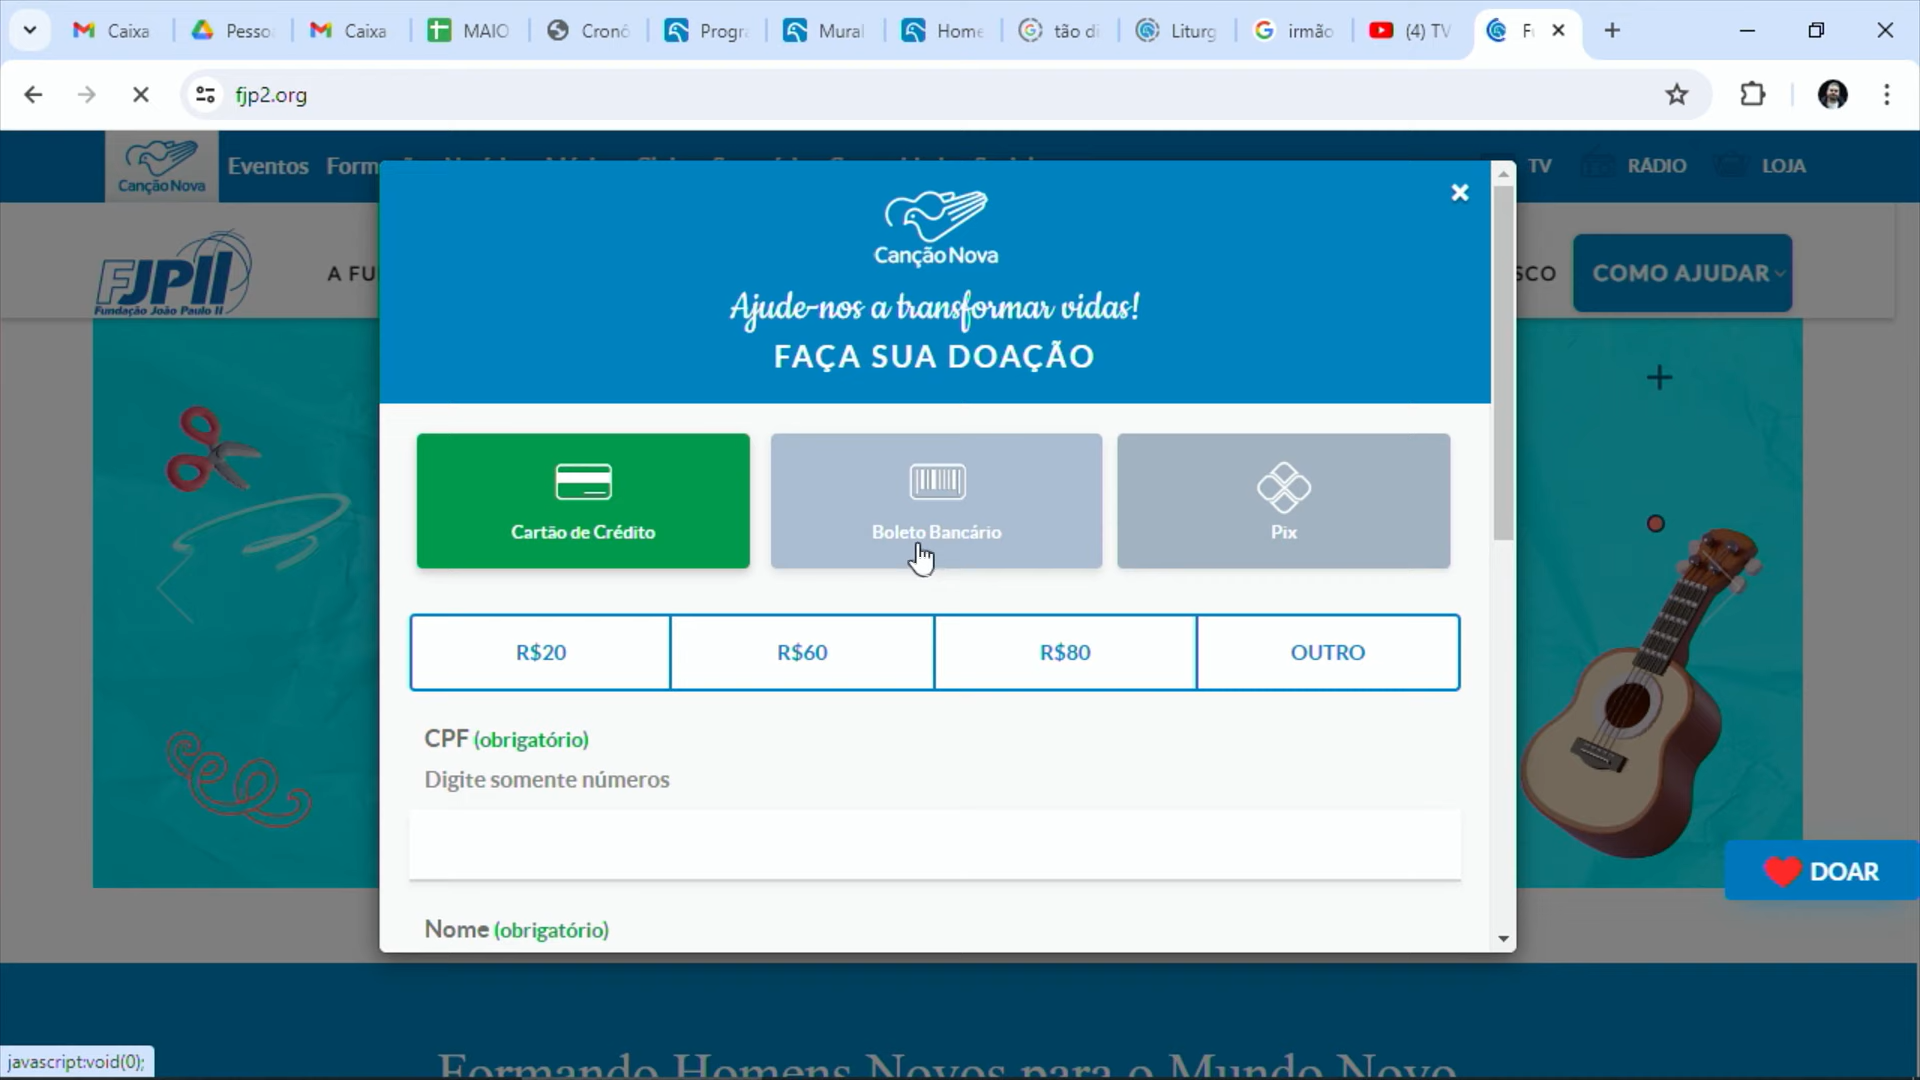 Caixa
Pesso
Caixa
MAIO
Cronó
Progra
Mural
Home
tão di
Liturg
irmão
(4) TV
fjp2.org
Canção Nova
Eventos
TV
RÁDIO
LOJA
FJPII
Fundação João Paulo II
A FU
SCO
COMO AJUDAR
Canção Nova
Ajude-nos a transformar vidas!
FAÇA SUA DOAÇÃO
Cartão de Crédito
Boleto Bancário
Pix
R$20
R$60
R$80
OUTRO
CPF (obrigatório)
Digite somente números
Nome (obrigatório)
DOAR
Formando Homens Novos para o Mundo Novo
javascript:void(0);